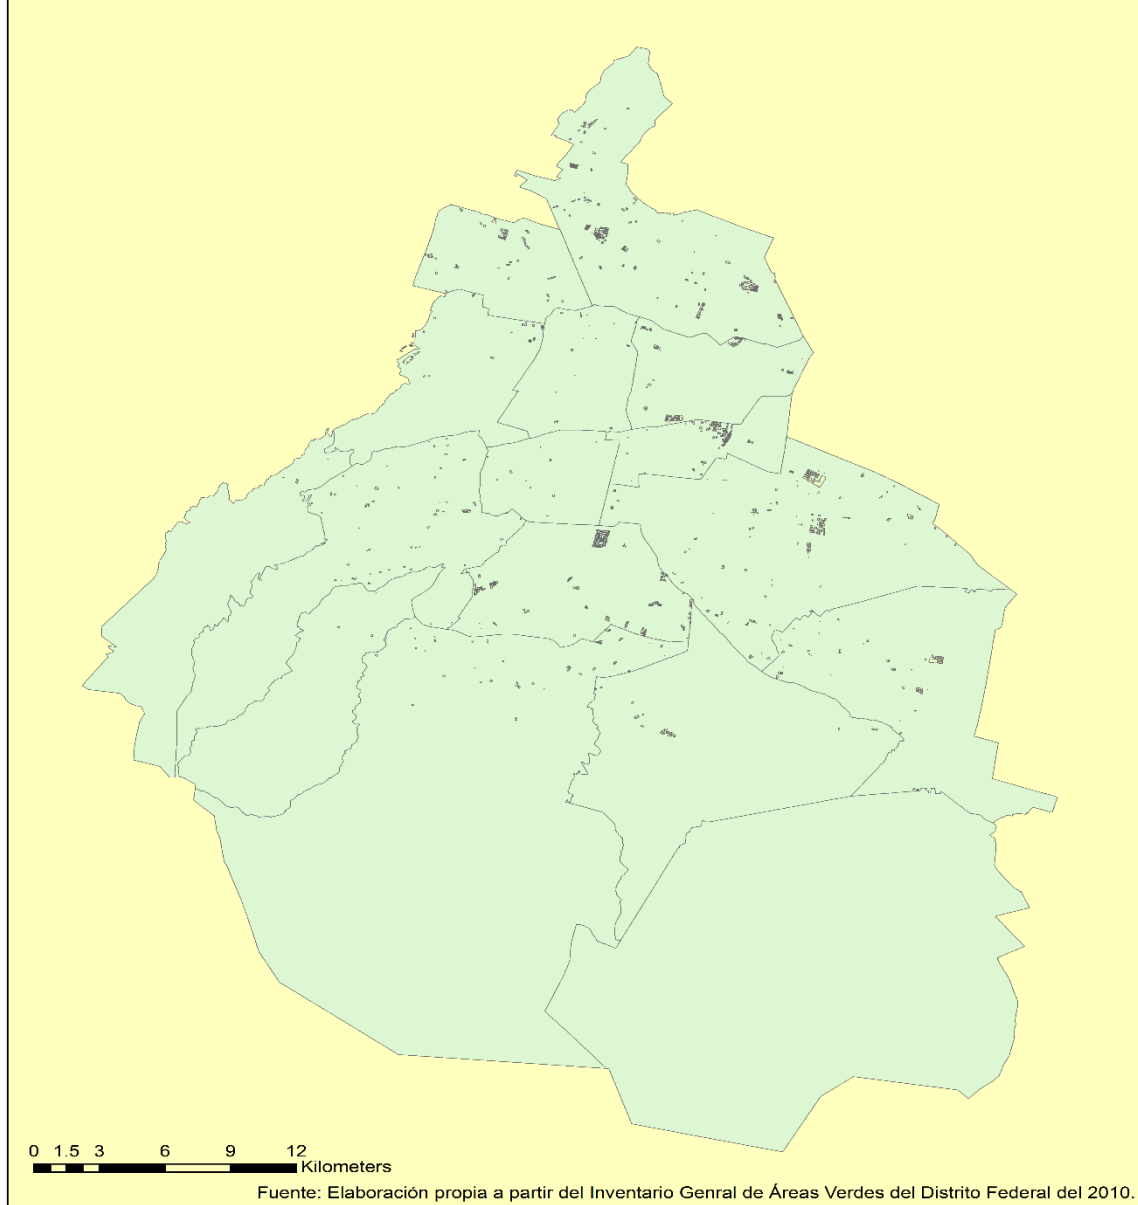 0 1.5 3 6 9 12
Kilometers
Fuente: Elaboración propia a partir del Inventario Genral de Áreas Verdes del Distrito Federal del 2010.